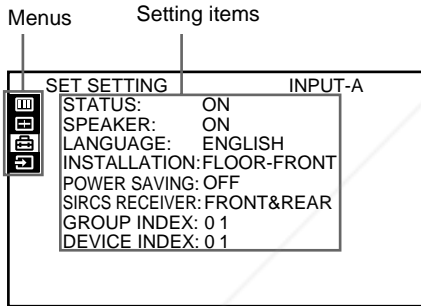 Menus Setting items
SET SETTING INPUT-A
STATUS: ON
SPEAKER: ON
LANGUAGE: ENGLISH
INSTALLATION: FLOOR-FRONT
POWER SAVING: OFF
SIRCS RECEIVER: FRONT&REAR
GROUP INDEX: 0 1
DEVICE INDEX: 0 1